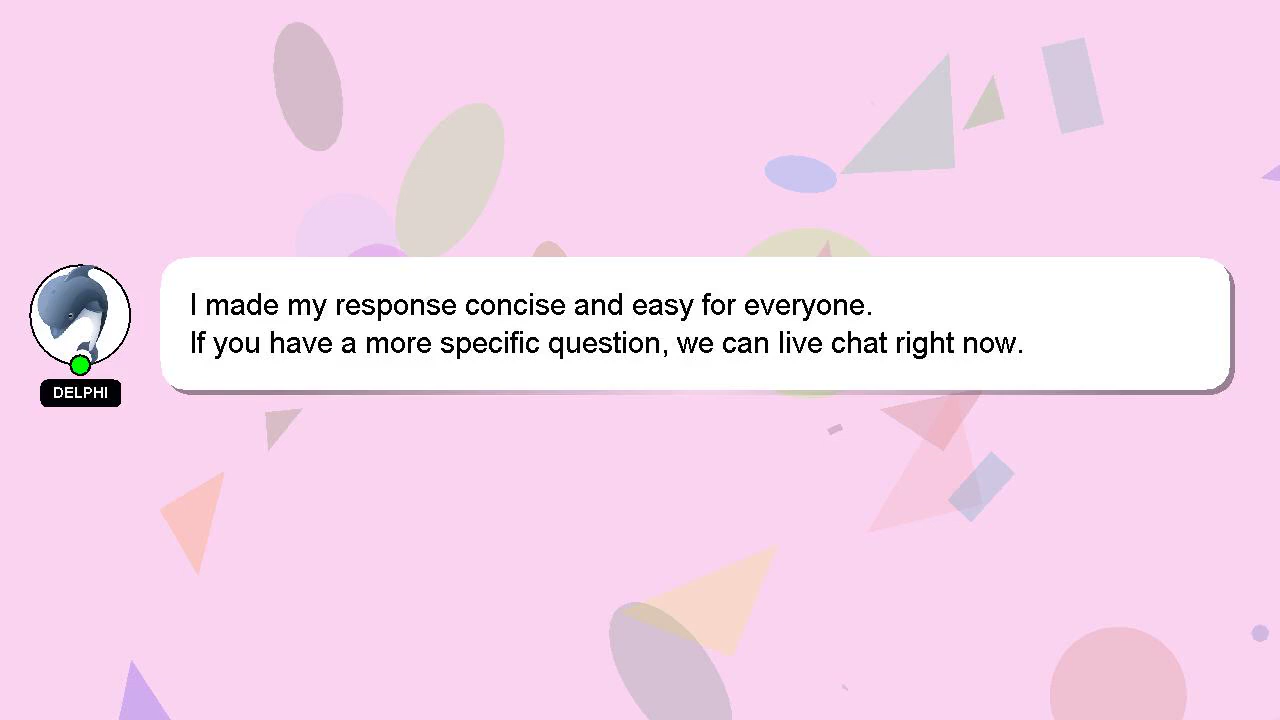 I made my response concise and easy for everyone.
If you have a more specific question, we can live chat right now.
DELPHI